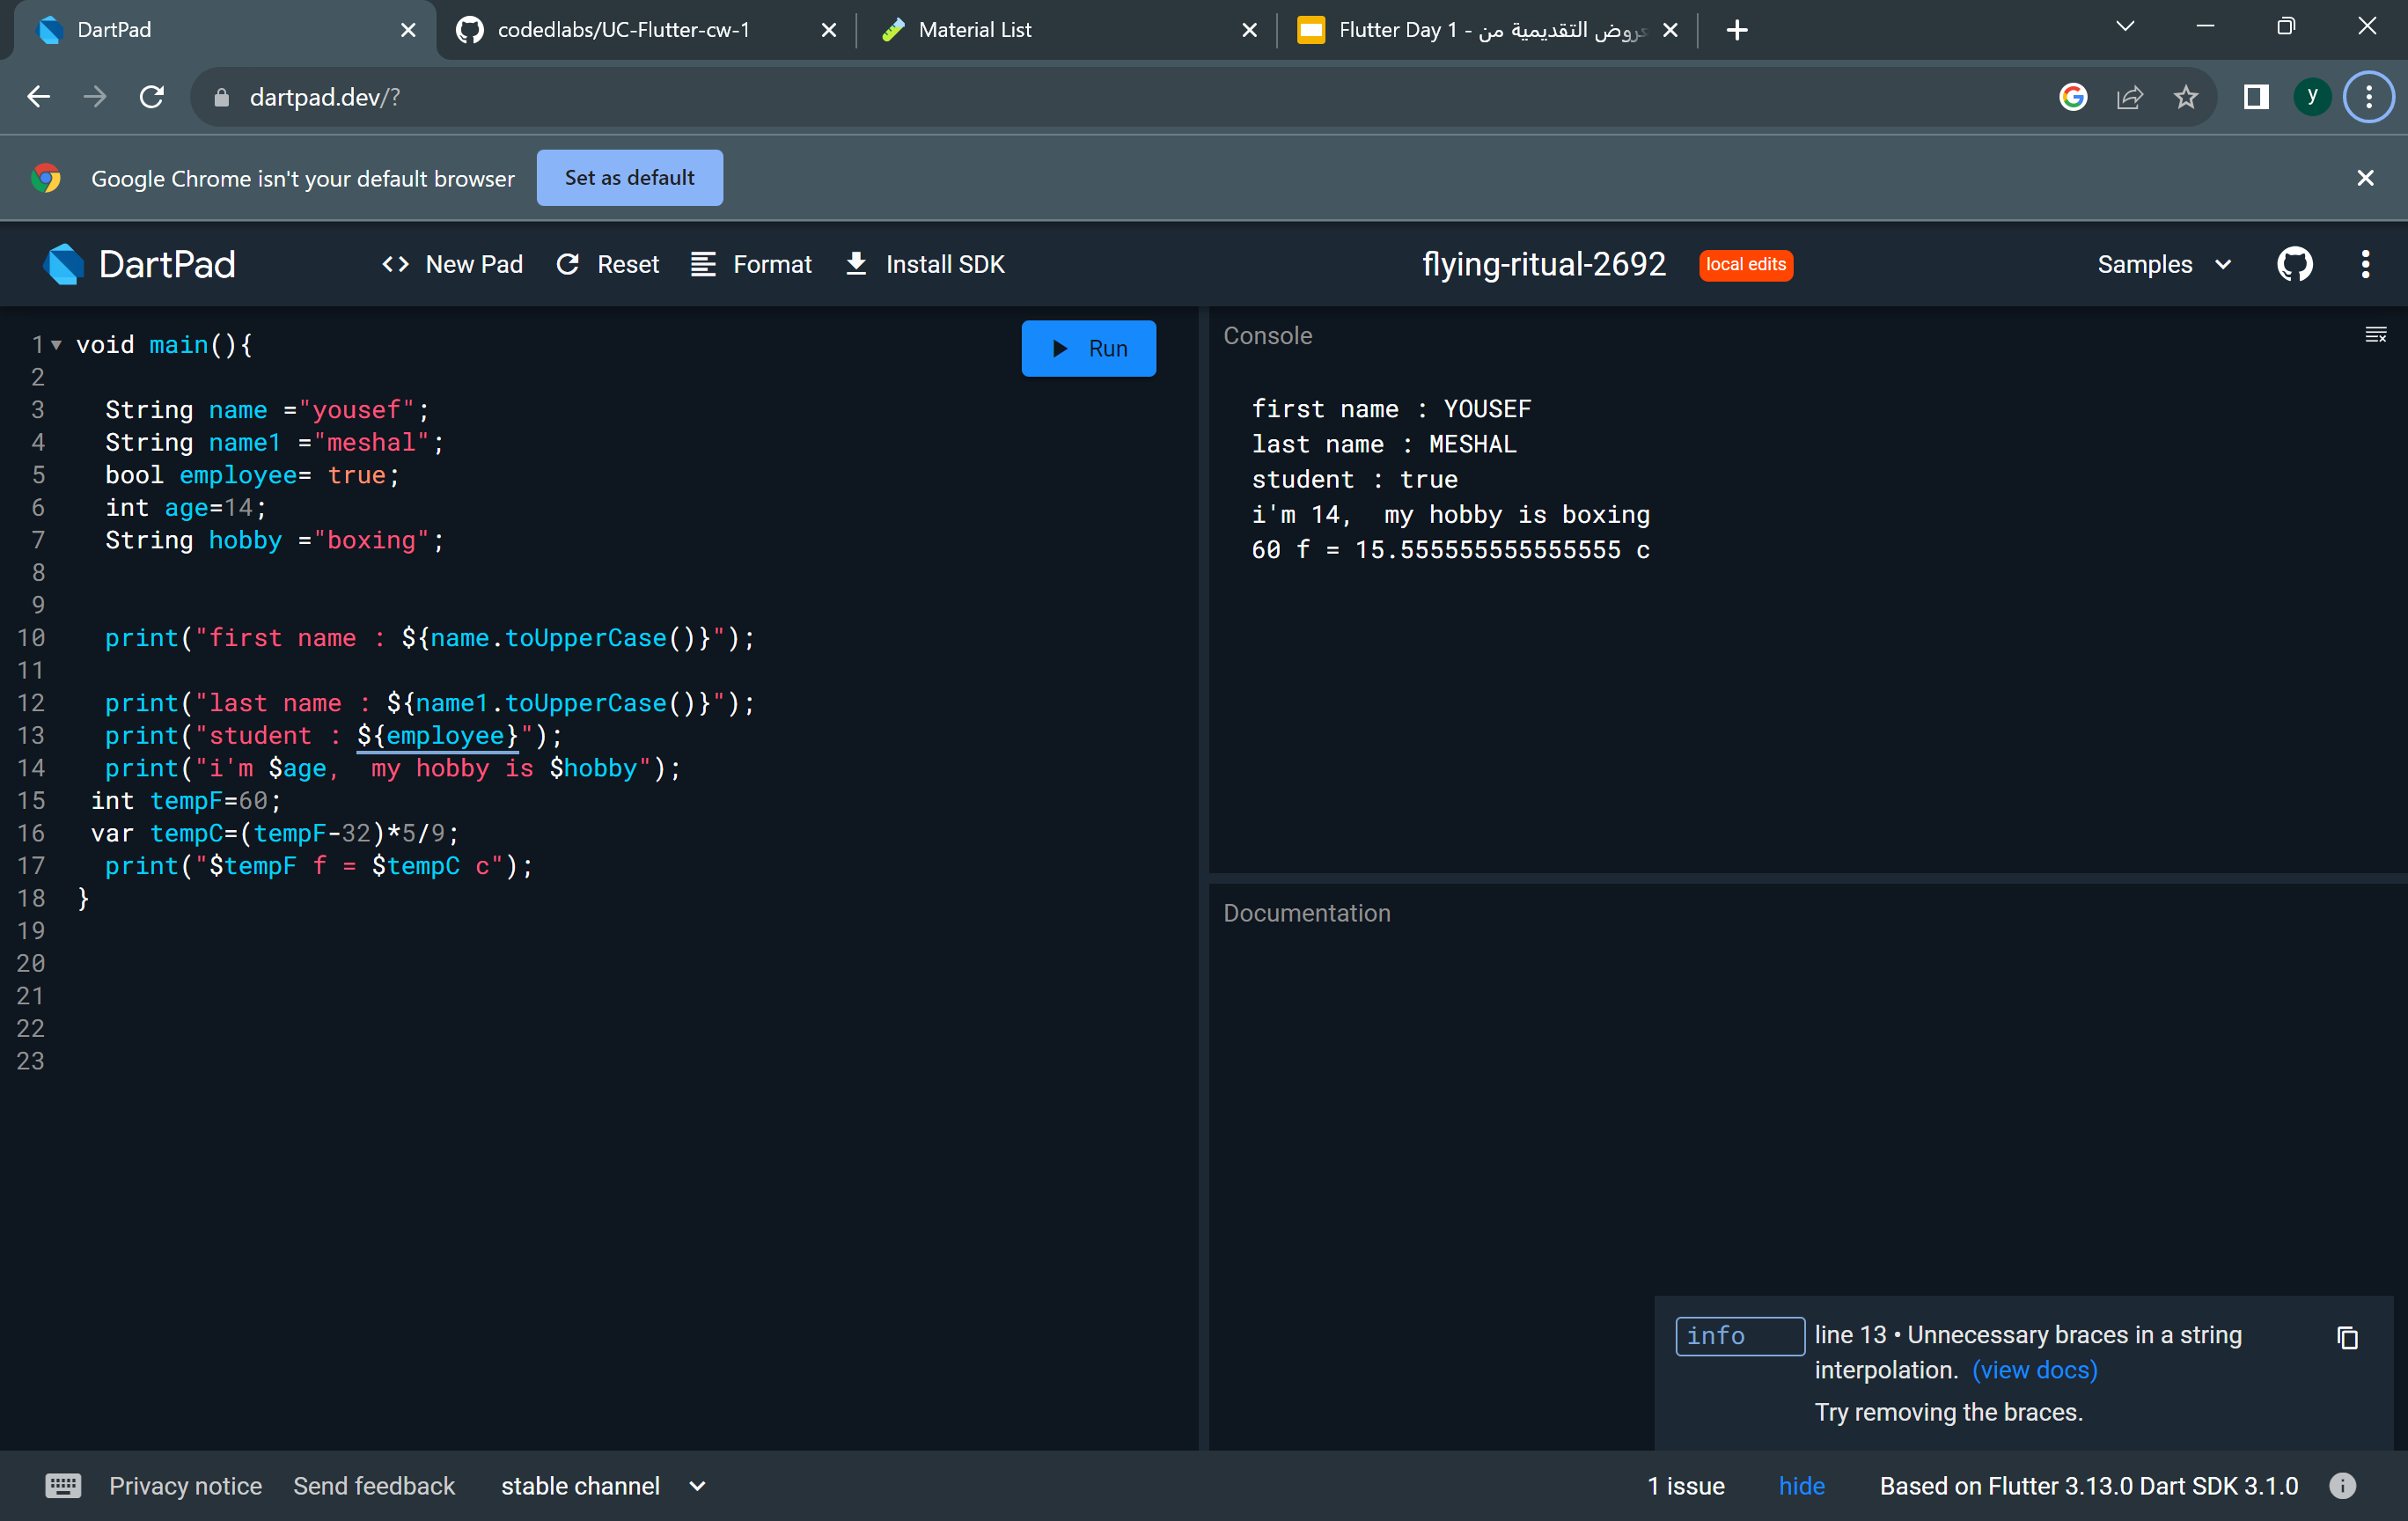 DartPad
codedlabs/UC-Flutter-cw-1
Material List
Flutter Day 1 - التقديمية من
dartpad.dev/?
y
Google Chrome isn't your default browser
Set as default
DartPad
New Pad
Reset
Format
Install SDK
flying-ritual-2692
local edits
Samples
1 void main(){
2
3 String name ="yousef";
4 String name1 ="meshal";
5 bool employee= true;
6 int age=14;
7 String hobby ="boxing";
8
9
10 print("first name : ${name.toUpperCase()}");
11
12 print("last name : ${name1.toUpperCase()}");
13 print("student : ${employee}");
14 print("i'm $age,  my hobby is $hobby");
15 int tempF=60;
16 var tempC=(tempF-32)*5/9;
17 print("$tempF f = $tempC c");
18 }
19
20
21
22
23
Run
Console
first name : YOUSEF
last name : MESHAL
student : true
i'm 14,  my hobby is boxing
60 f = 15.555555555555555 c
Documentation
info
line 13 • Unnecessary braces in a string
interpolation. (view docs)
Try removing the braces.
Privacy notice
Send feedback
stable channel
1 issue
hide
Based on Flutter 3.13.0 Dart SDK 3.1.0